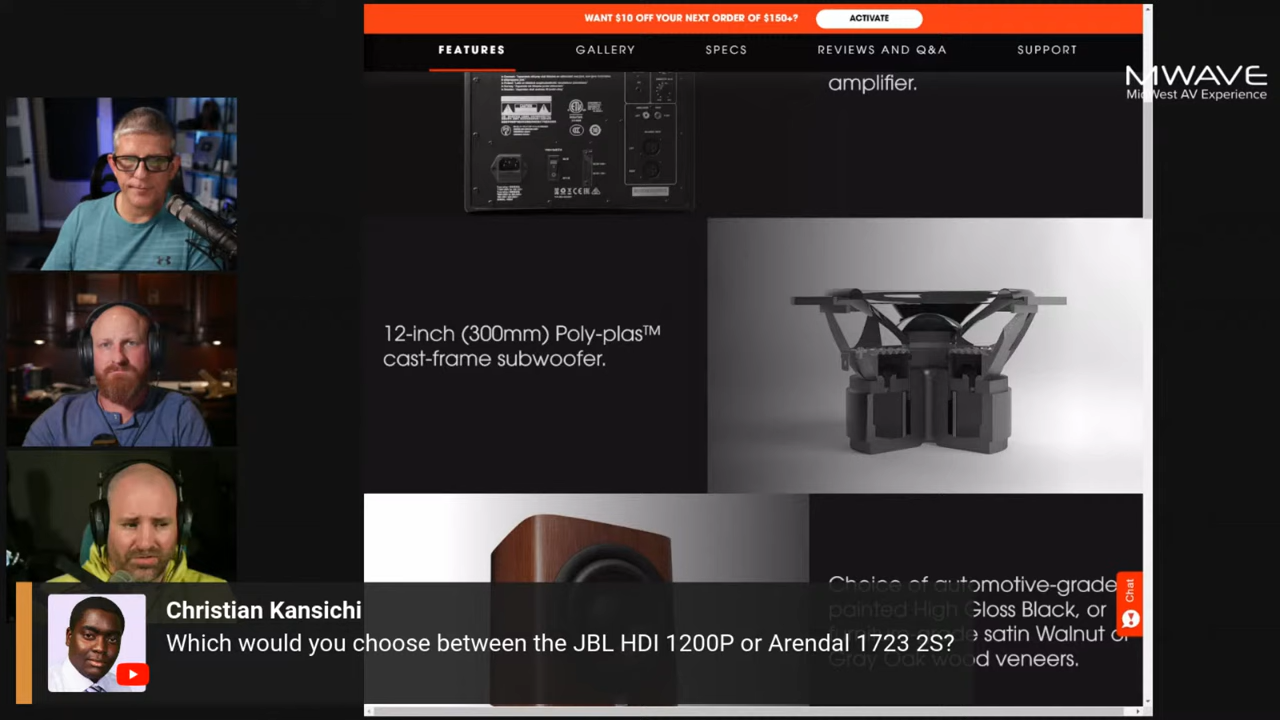 WANT $10 OFF YOUR NEXT ORDER OF $150+?
ACTIVATE
FEATURES
GALLERY
SPECS
REVIEWS AND Q&A
SUPPORT
MWAVE
MidWest AV Experience
amplifier.
CAUTION
12-inch (300mm) Poly-plas™
cast-frame subwoofer.
Choice of automotive-grade
painted High Gloss Black, or
satin Walnut or
Gray Oak wood veneers.
Chat
Christian Kansichi
Which would you choose between the JBL HDI 1200P or Arendal 1723 2S?